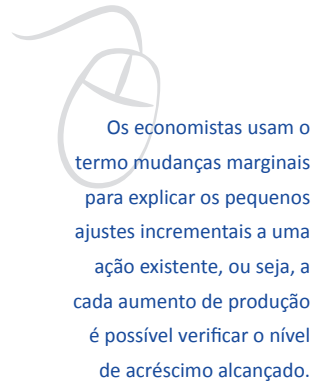 Os economistas usam o
termo mudanças marginais
para explicar os pequenos
ajustes incrementais a uma
ação existente, ou seja, a
cada aumento de produção
é possível verificar o nível
de acréscimo alcançado.